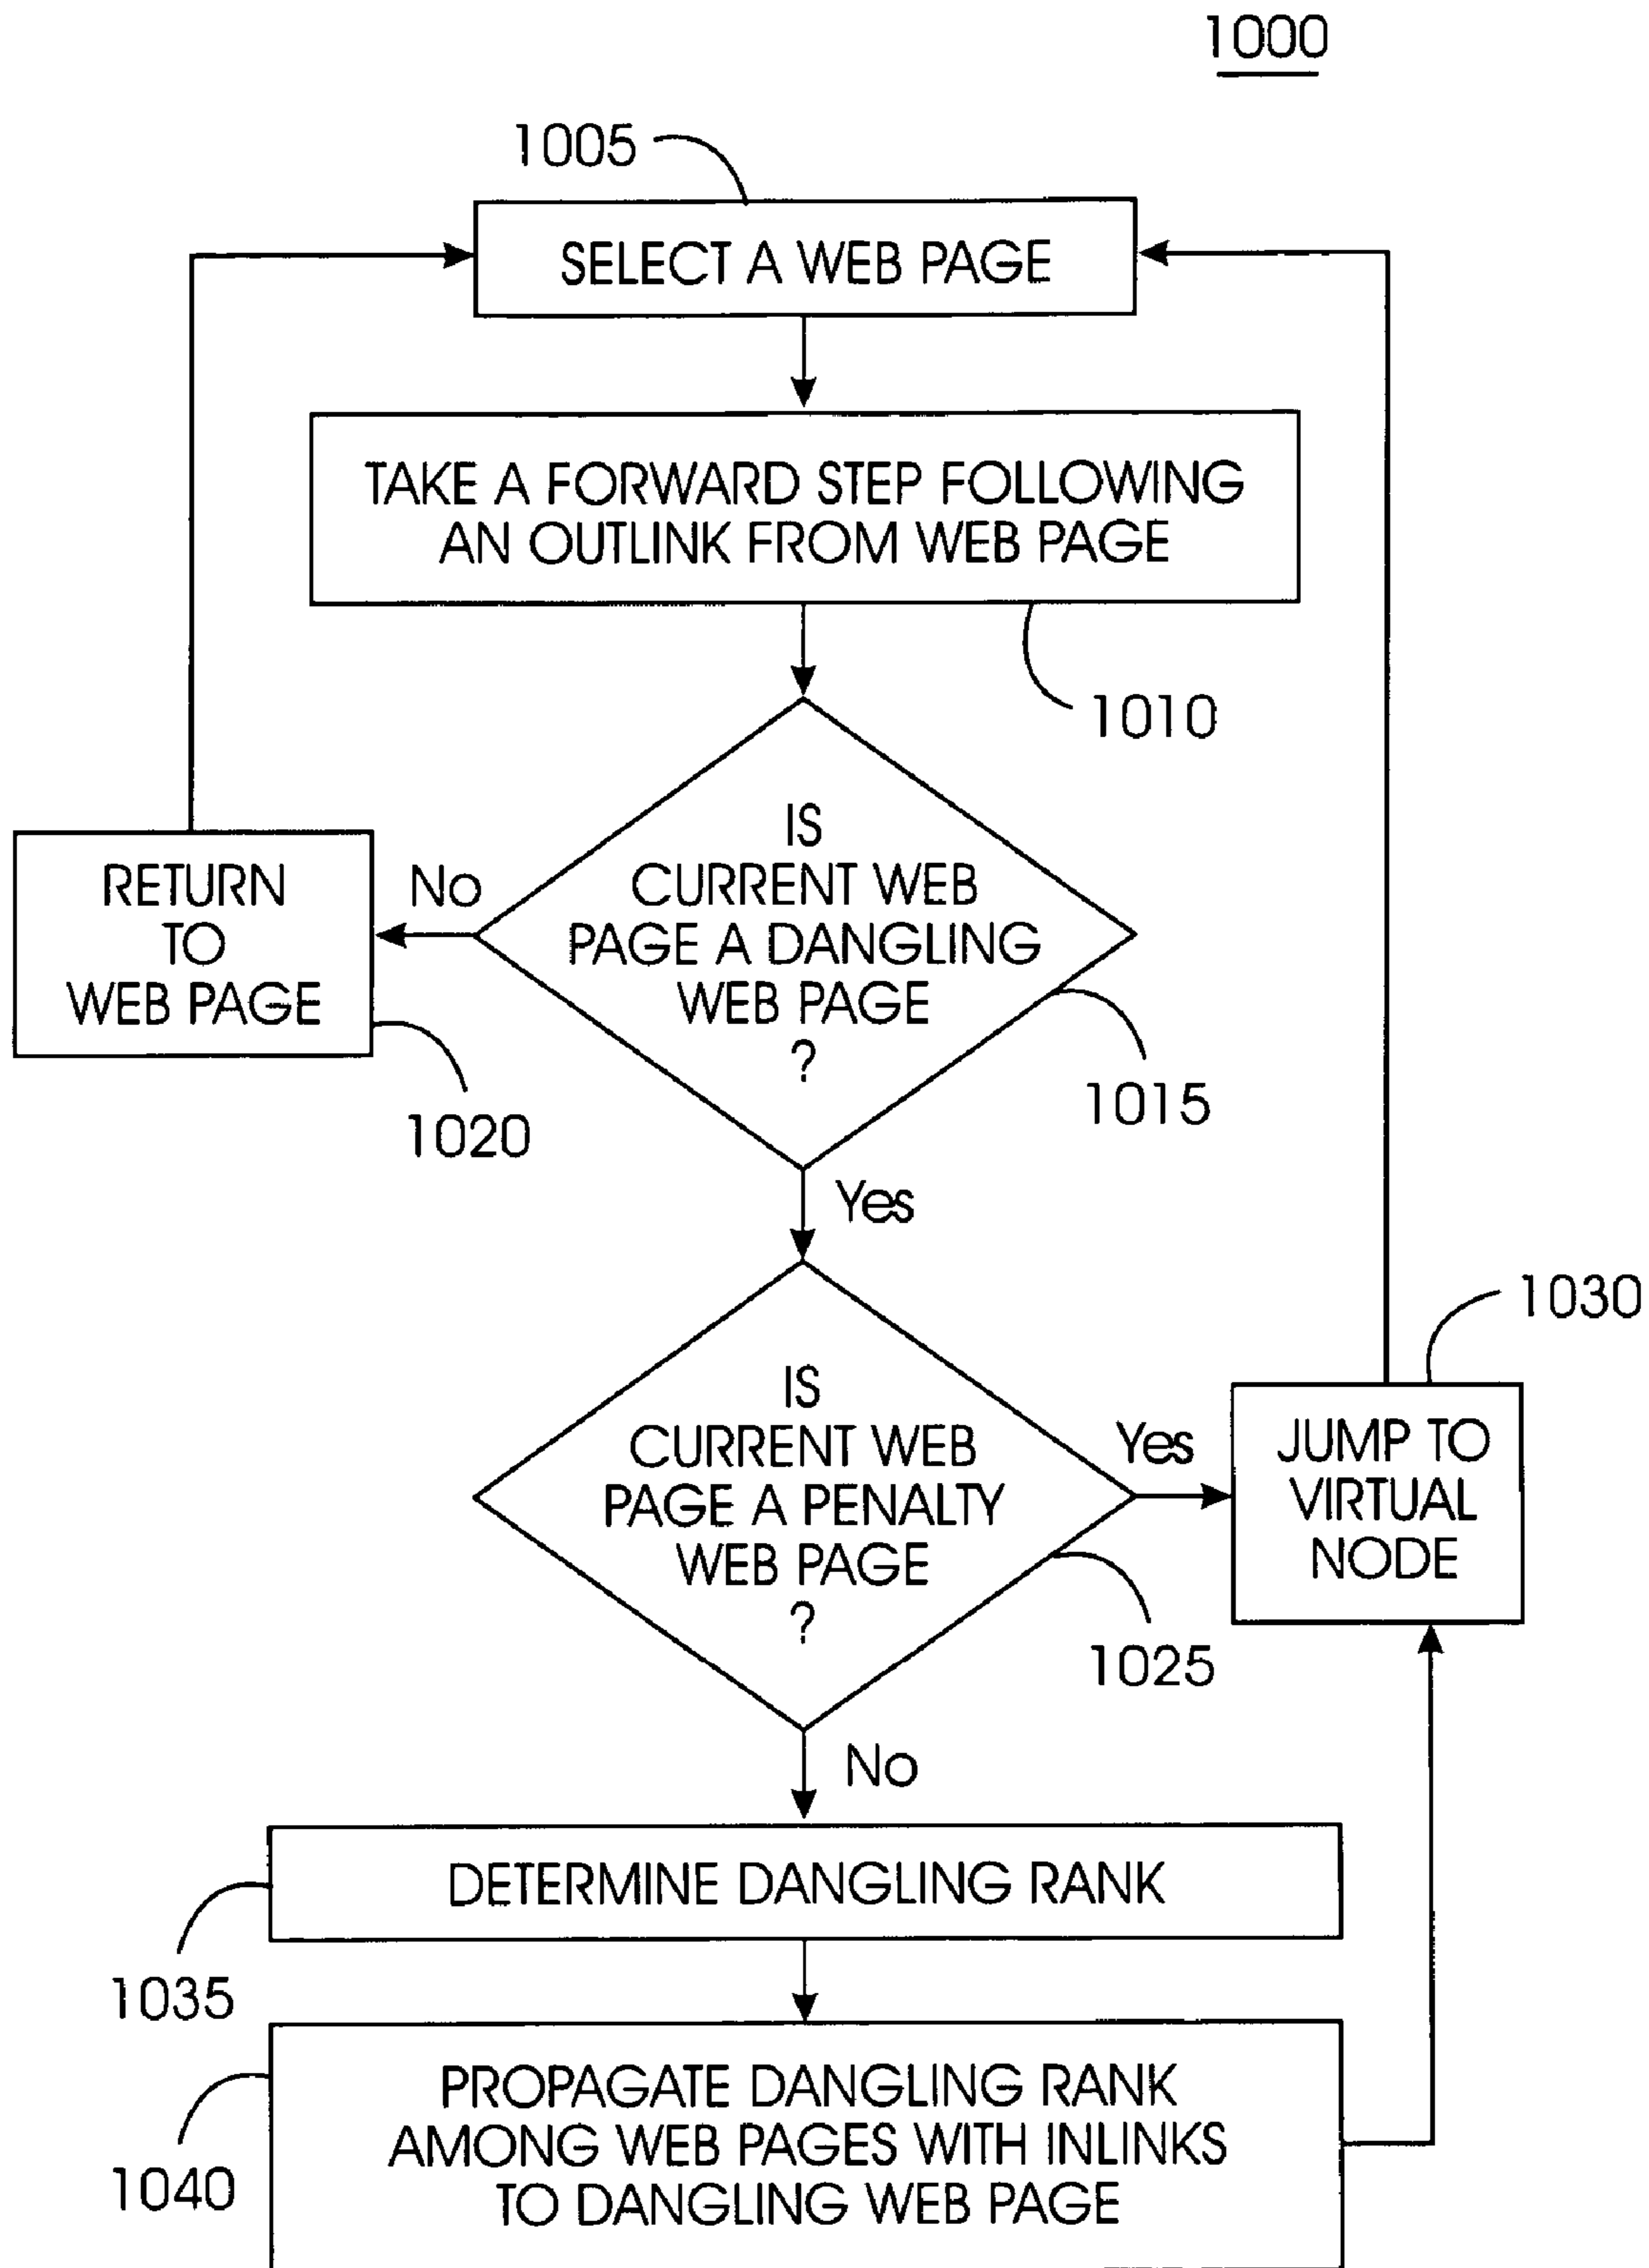 1000
1005
SELECT A WEB PAGE
TAKE A FORWARD STEP FOLLOWING
AN OUTLINK FROM WEB PAGE
1010
IS
CURRENT WEB
PAGE A DANGLING
WEB PAGE
?
No
RETURN
TO
WEB PAGE
1020
1015
Yes
IS
CURRENT WEB
PAGE A PENALTY
WEB PAGE
?
Yes
1030
JUMP TO
VIRTUAL
NODE
1025
No
DETERMINE DANGLING RANK
1035
PROPAGATE DANGLING RANK
AMONG WEB PAGES WITH INLINKS
TO DANGLING WEB PAGE
1040